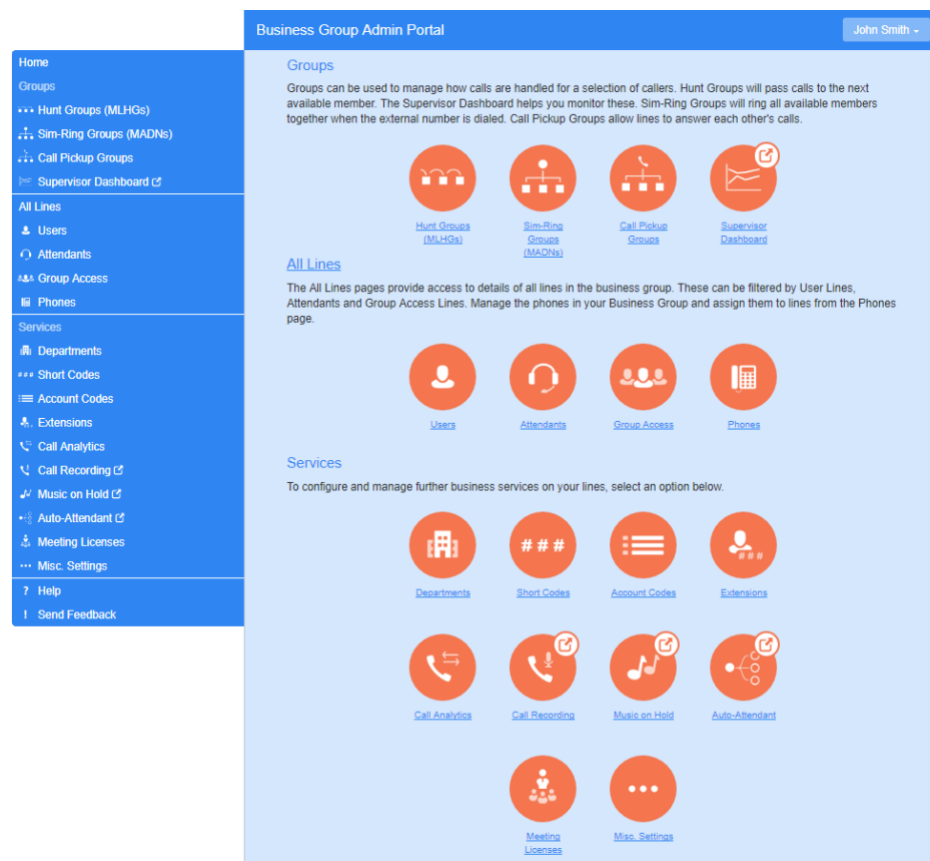 Business Group Admin Portal
John Smith
Home
Groups
Hunt Groups (MLHGs)
Sim-Ring Groups (MADNs)
Call Pickup Groups
Supervisor Dashboard
All Lines
Users
Attendants
Group Access
Phones
Services
Departments
Short Codes
Account Codes
Extensions
Call Analytics
Call Recording
Music on Hold
Auto-Attendant
Meeting Licenses
Misc. Settings
? Help
! Send Feedback
Groups
Groups can be used to manage how calls are handled for a selection of callers. Hunt Groups will pass calls to the next
available member. The Supervisor Dashboard helps you monitor these. Sim-Ring Groups will ring all available members
together when the external number is dialed. Call Pickup Groups allow lines to answer each other's calls.
Hunt Groups
(MLHGs)
Sim-Ring
Groups
(MADNs)
Call Pickup
Groups
Supervisor
Dashboard
All Lines
The All Lines pages provide access to details of all lines in the business group. These can be filtered by User Lines,
Attendants and Group Access Lines. Manage the phones in your Business Group and assign them to lines from the Phones
page.
Users
Attendants
Group Access
Phones
Services
To configure and manage further business services on your lines, select an option below.
Departments
###
Short Codes
Account Codes
###
Extensions
Call Analytics
Call Recording
Music on Hold
Auto-Attendant
Meeting
Licenses
Misc. Settings